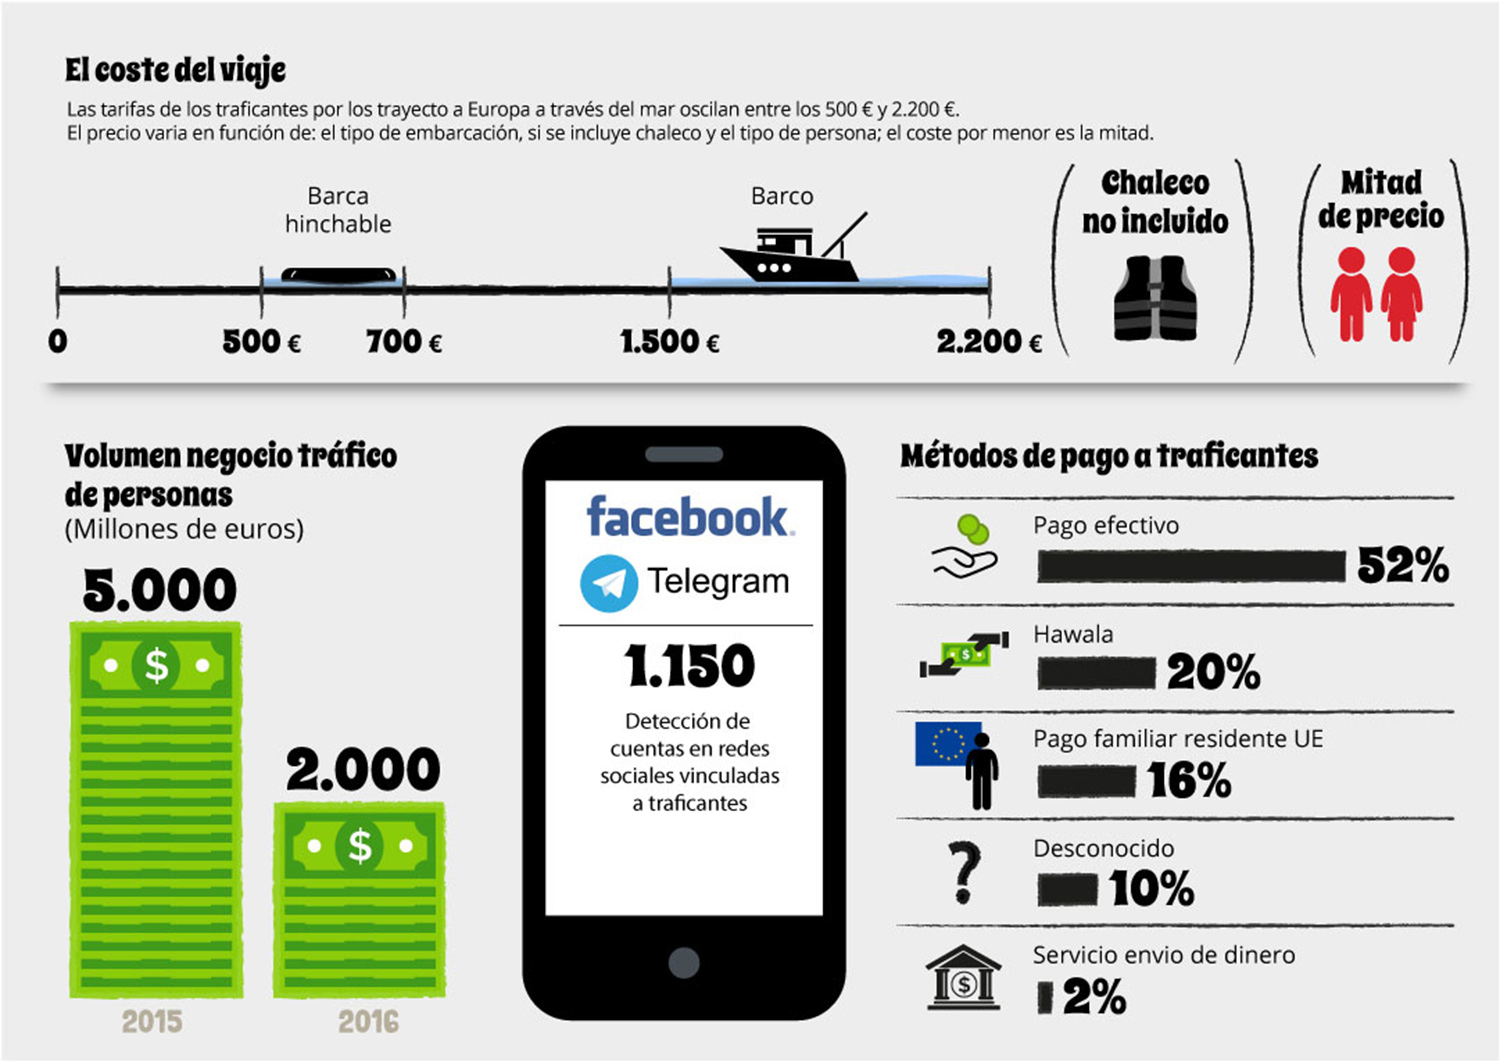 El coste del viaje
Las tarifas de los traficantes por los trayecto a Europa a través del mar oscilan entre los 500 € y 2.200 €.
El precio varia en función de: el tipo de embarcación, si se incluye chaleco y el tipo de persona; el coste por menor es la mitad.
Barca
hinchable
Barco
0
500 €
700 €
1.500 €
2.200 €
Chaleco
no incluido
Mitad
de precio
Volumen negocio tráfico
de personas
(Millones de euros)
5.000
$
2015
2.000
$
2016
facebook.
Telegram
1.150
Detección de
cuentas en redes
sociales vinculadas
a traficantes
Métodos de pago a traficantes
Pago efectivo
52%
Hawala
$
20%
Pago familiar residente UE
16%
?
Desconocido
10%
Servicio envio de dinero
$
2%